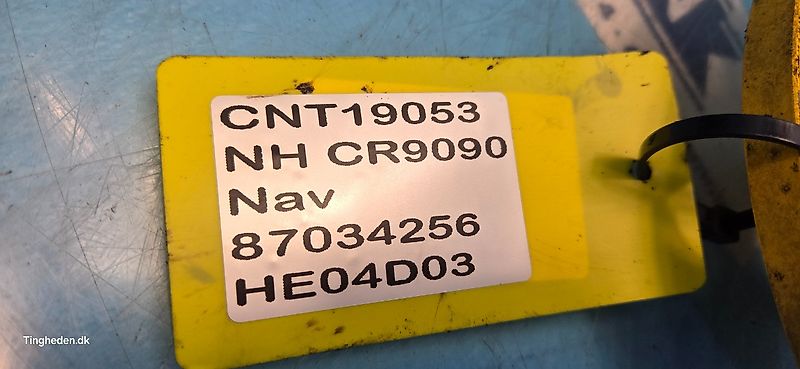 CNT19053
NH CR9090
Nav
87034256
HE04D03
Tingheden.dk